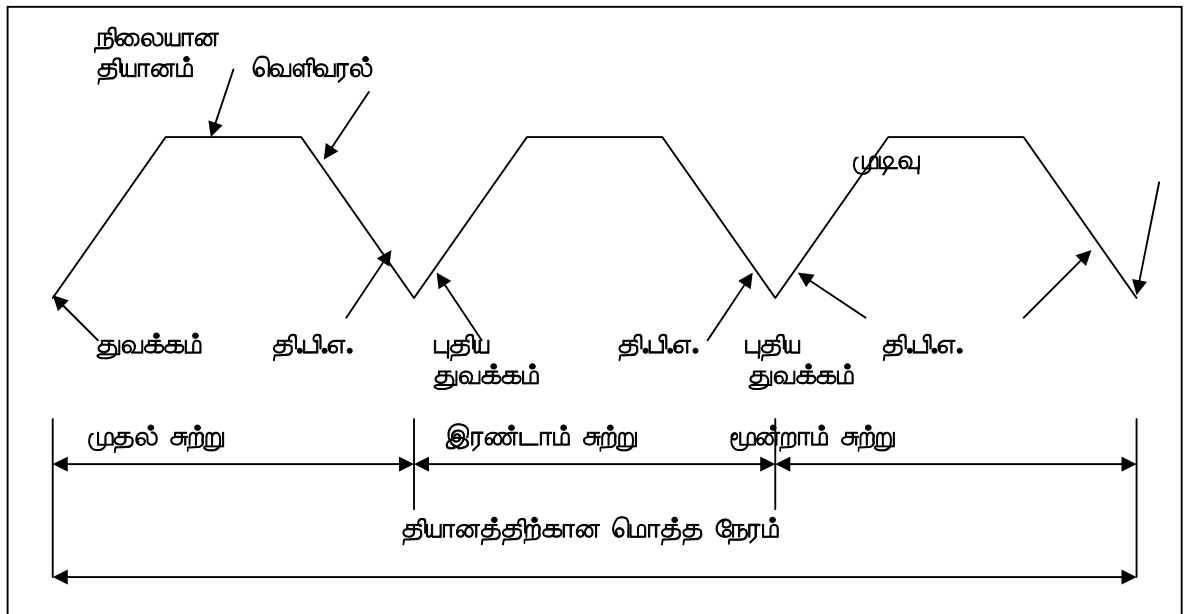 நிலையான
தியானம்
வெளிவரல்
முடிவு
துவக்கம்
தி.பி.எ.
புதிய
துவக்கம்
தி.பி.எ.
புதிய
துவக்கம்
தி.பி.எ.
முதல் சுற்று
இரண்டாம் சுற்று
மூன்றாம் சுற்று
தியானத்திற்கான மொத்த நேரம்